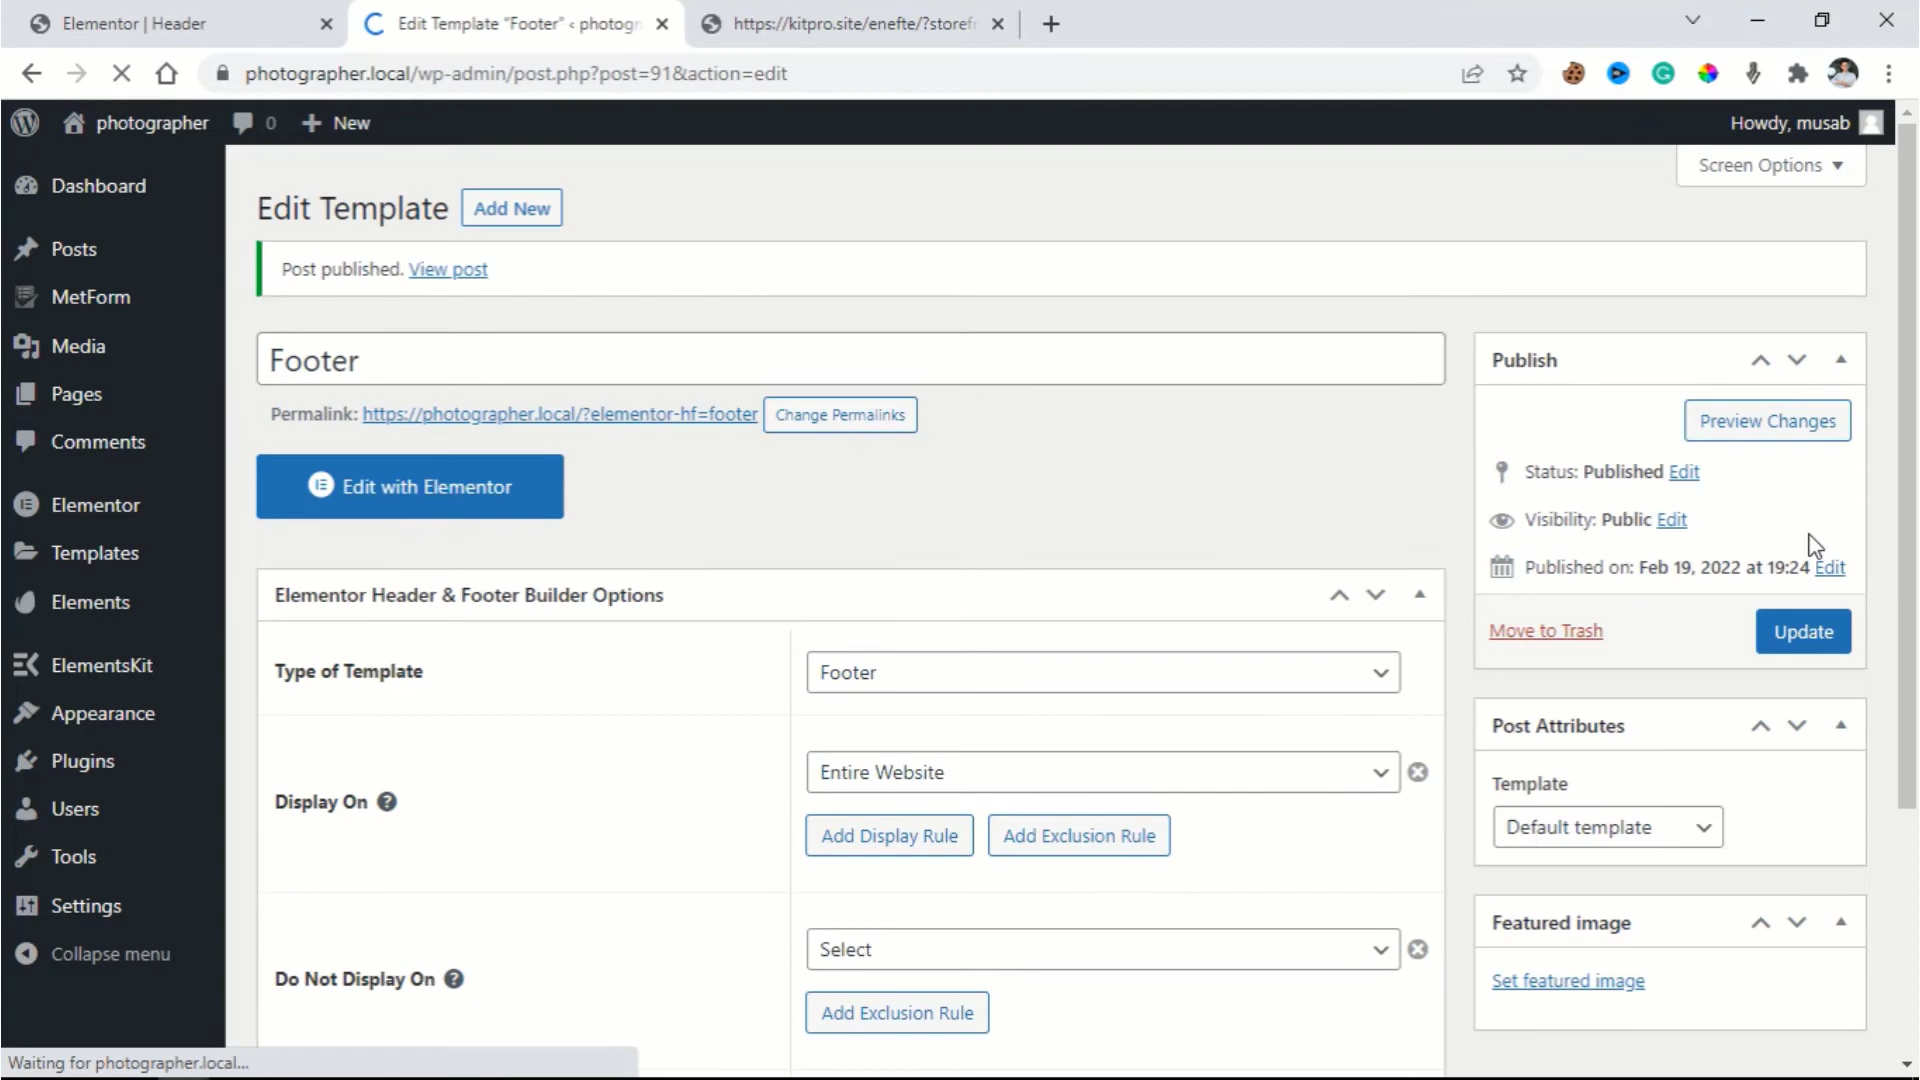 Elementor | Header
Edit Template "Footer" ‹ photogr
https://kitpro.site/enefte/?storefr
photographer.local/wp-admin/post.php?post=91&action=edit
photographer
0
New
Howdy, musab
Screen Options
Dashboard
Posts
MetForm
Media
Pages
Comments
Elementor
Templates
Elements
ElementsKit
Appearance
Plugins
Users
Tools
Settings
Collapse menu
Edit Template
Add New
Post published. View post
Footer
Permalink: https://photographer.local/?elementor-hf=footer
Change Permalinks
Edit with Elementor
Elementor Header & Footer Builder Options
Type of Template
Footer
Display On
Entire Website
Add Display Rule
Add Exclusion Rule
Do Not Display On
Select
Add Exclusion Rule
Publish
Preview Changes
Status: Published Edit
Visibility: Public Edit
Published on: Feb 19, 2022 at 19:24 Edit
Move to Trash
Update
Post Attributes
Template
Default template
Featured image
Set featured image
Waiting for photographer.local...